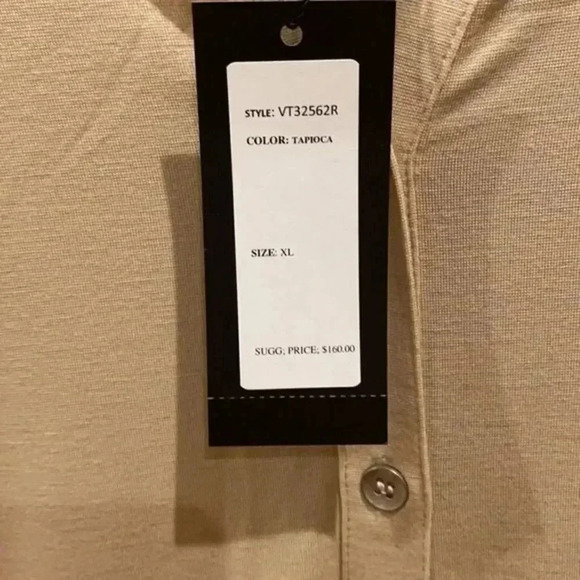 STYLE: VT32562R
COLOR: TAPIOCA
SIZE: XL
SUGG; PRICE; $160.00